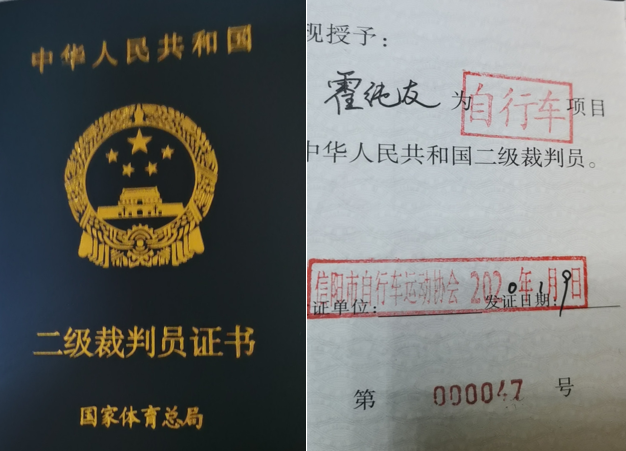 中华人民共和国
二级裁判员证书
国家体育总局
现授予：
霍纯友 为 自行车 项目
中华人民共和国二级裁判员。
信阳市自行车运动协会 2020年1月9日
证单位： 发证日期：
第 000047 号